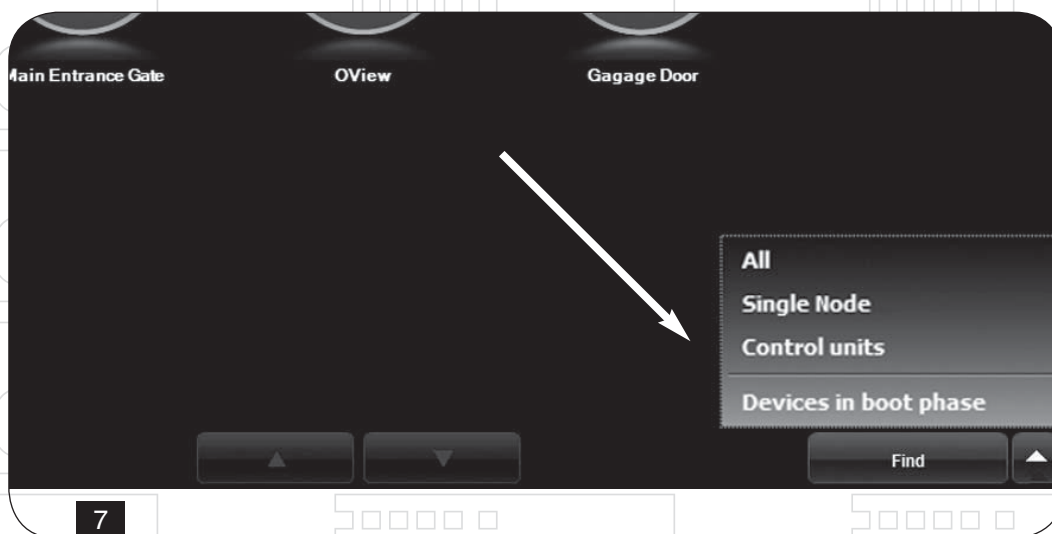 Main Entrance Gate
OView
Gagage Door
All
Single Node
Control units
Devices in boot phase
Find
7